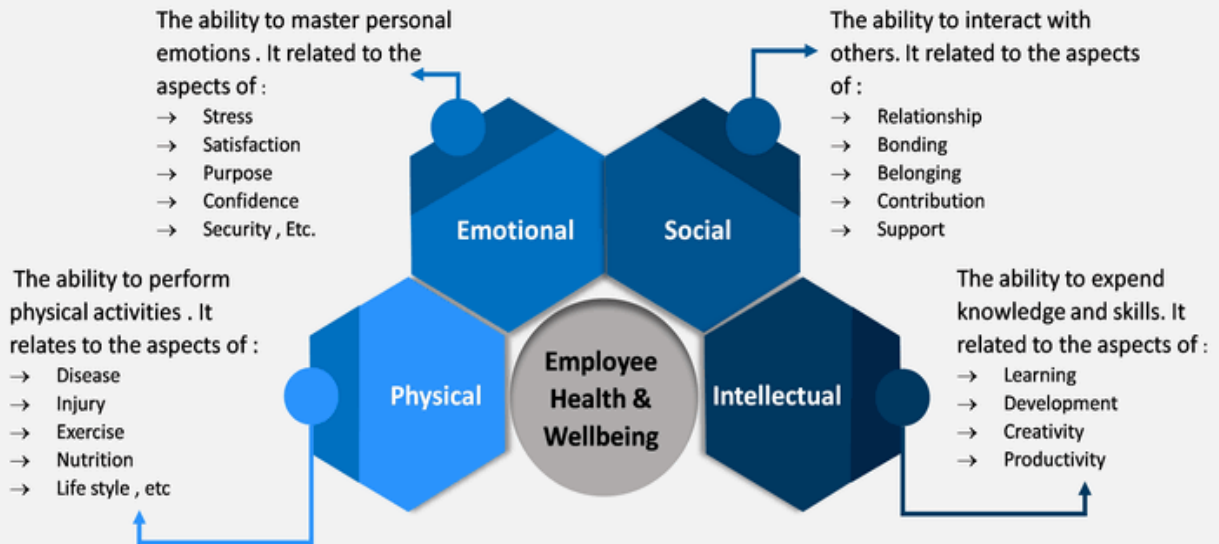 The ability to master personal
emotions . It related to the
aspects of :
→ Stress
→ Satisfaction
→ Purpose
→ Confidence
→ Security , Etc.
The ability to interact with
others. It related to the aspects
of :
→ Relationship
→ Bonding
→ Belonging
→ Contribution
→ Support
Emotional
Social
The ability to perform
physical activities . It
relates to the aspects of :
→ Disease
→ Injury
→ Exercise
→ Nutrition
→ Life style , etc
Physical
Employee
Health &
Wellbeing
Intellectual
The ability to expend
knowledge and skills. It
related to the aspects of :
→ Learning
→ Development
→ Creativity
→ Productivity